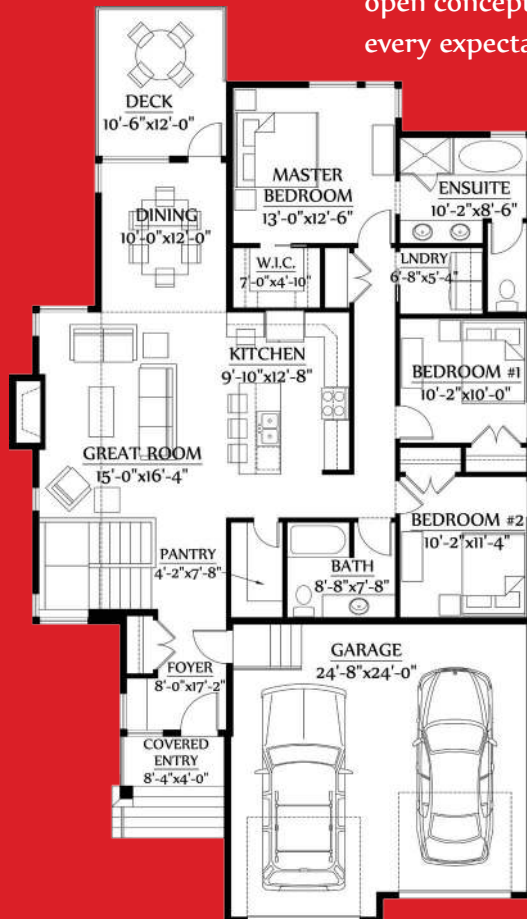 open concept
every expecta
DECK
10'-6"x12'-0"
MASTER
BEDROOM
13'-0"x12'-6"
ENSUITE
10'-2"x8'-6"
DINING
10'-0"x12'-0"
W.I.C.
7'-0"x4'-10"
LNDRY
6'-8"x5'-4"
KITCHEN
9'-10"x12'-8"
BEDROOM #1
10'-2"x10'-0"
GREAT ROOM
15'-0"x16'-4"
BEDROOM #2
10'-2"x11'-4"
PANTRY
4'-2"x7'-8"
BATH
8'-8"x7'-8"
FOYER
8'-0"x17'-2"
GARAGE
24'-8"x24'-0"
COVERED
ENTRY
8'-4"x4'-0"